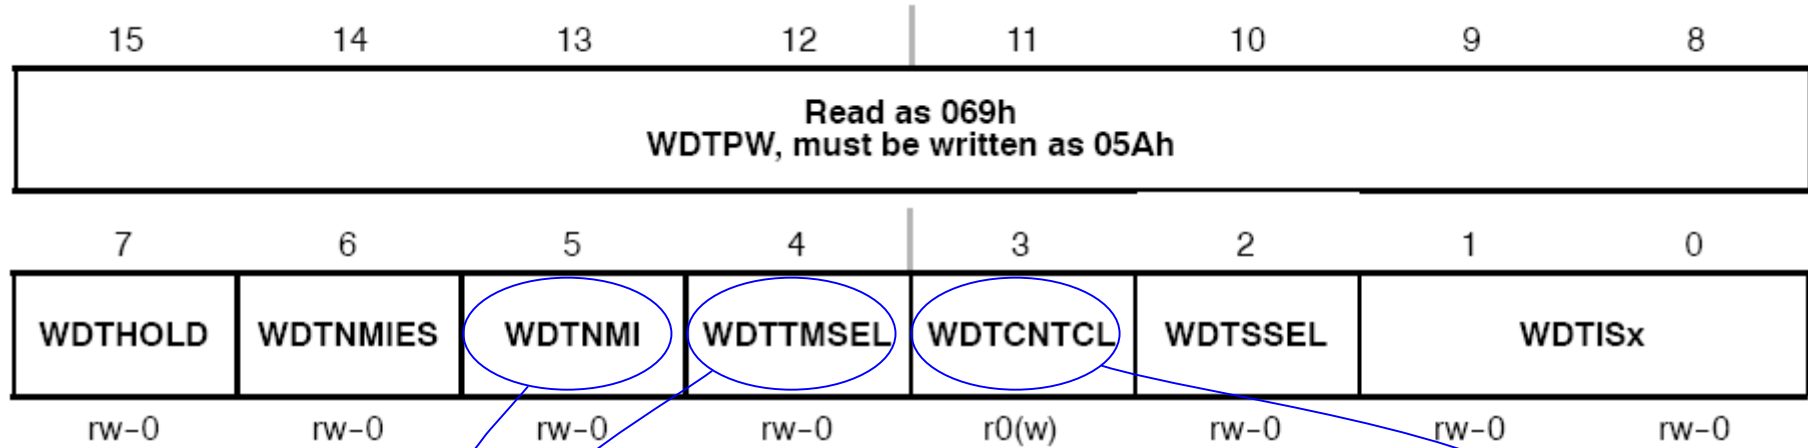 15 14 13 12 11 10 9 8
Read as 069h
WDTPW, must be written as 05Ah
7 6 5 4 3 2 1 0
WDTHOLD WDTNMIES WDTNMI WDTTMSEL WDTCNTCL WDTSSEL WDTISx
rw−0 rw−0 rw−0 rw−0 r0(w) rw−0 rw−0 rw−0